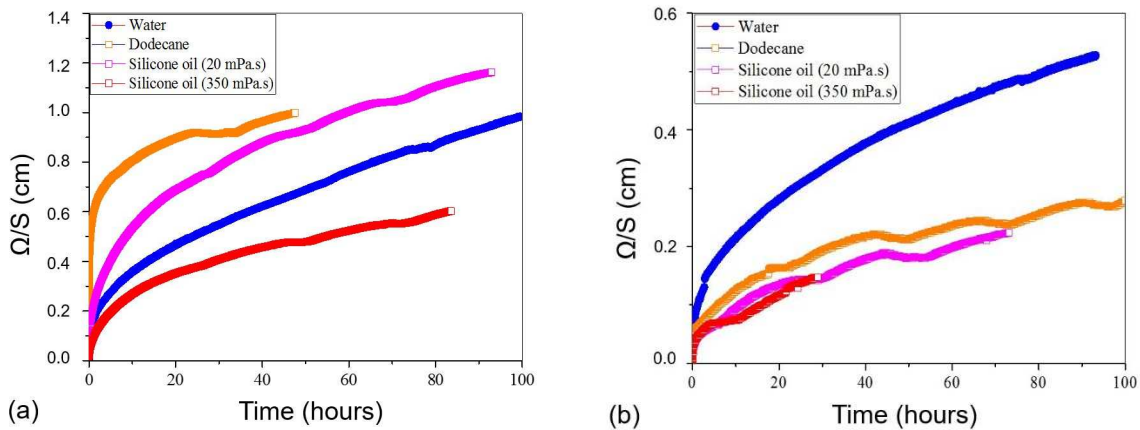 (a)
Ω/S (cm)
1.4
1.2
1.0
0.8
0.6
0.4
0.2
0.0
Water
Dodecane
Silicone oil (20 mPa.s)
Silicone oil (350 mPa.s)
0 20 40 60 80 100
Time (hours)
(b)
Ω/S (cm)
0.6
0.4
0.2
0.0
Water
Dodecane
Silicone oil (20 mPa.s)
Silicone oil (350 mPa.s)
0 20 40 60 80 100
Time (hours)